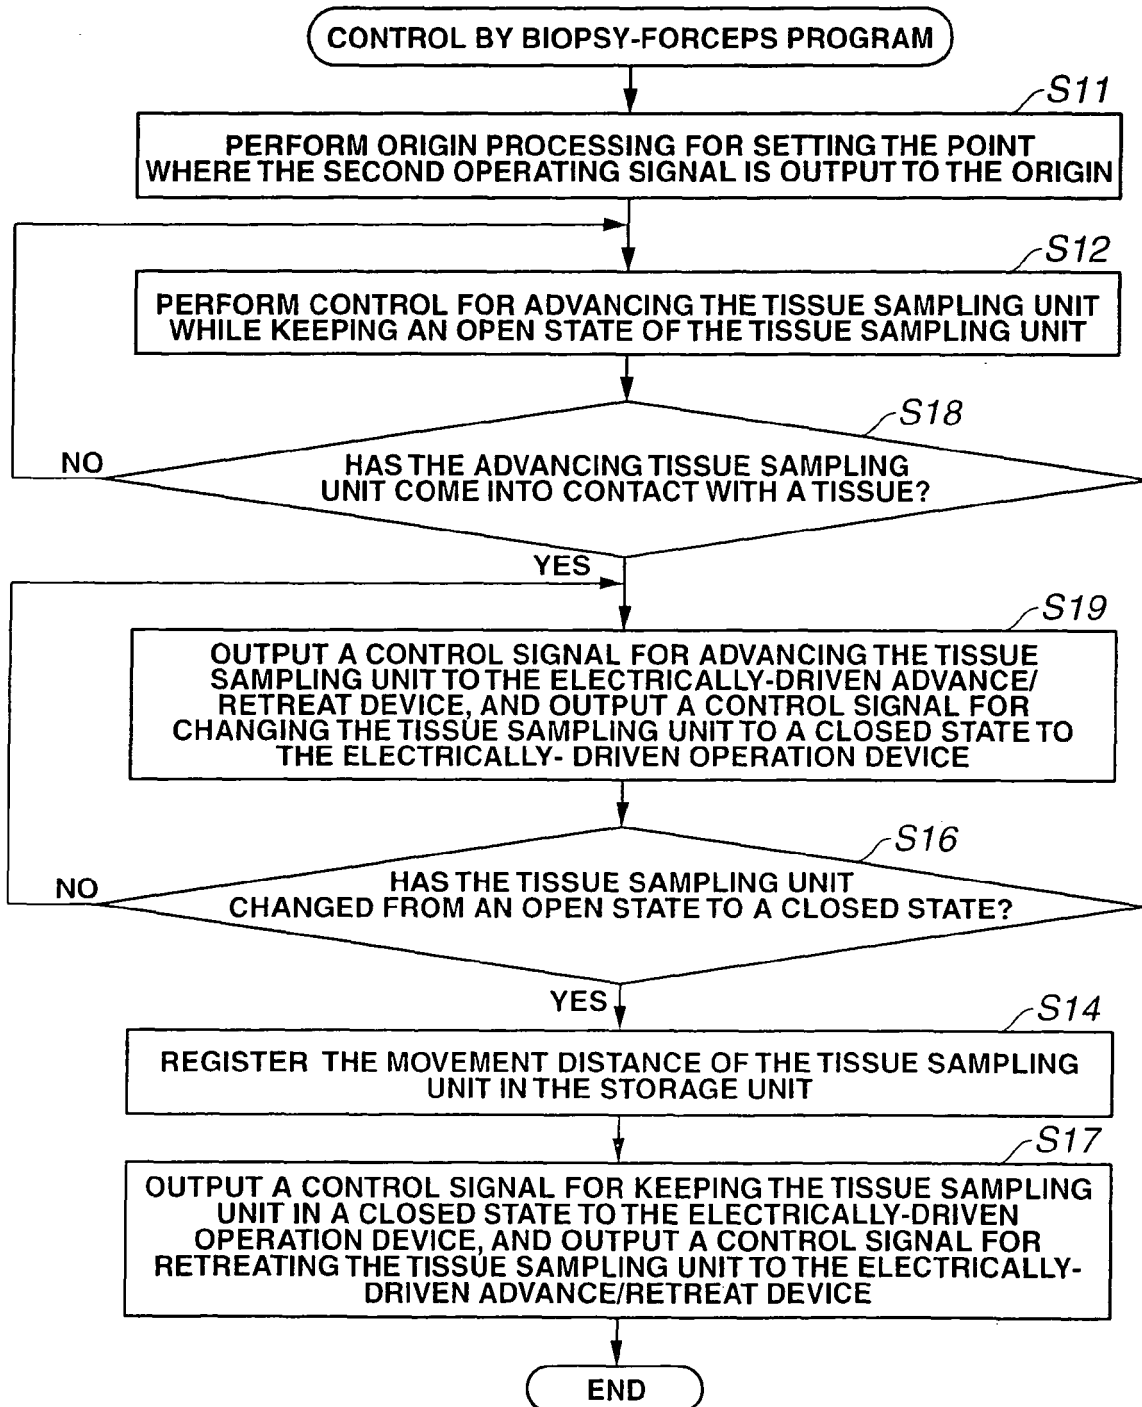 CONTROL BY BIOPSY-FORCEPS PROGRAM
S11
PERFORM ORIGIN PROCESSING FOR SETTING THE POINT
WHERE THE SECOND OPERATING SIGNAL IS OUTPUT TO THE ORIGIN
S12
PERFORM CONTROL FOR ADVANCING THE TISSUE SAMPLING UNIT
WHILE KEEPING AN OPEN STATE OF THE TISSUE SAMPLING UNIT
S18
NO
HAS THE ADVANCING TISSUE SAMPLING
UNIT COME INTO CONTACT WITH A TISSUE?
YES
S19
OUTPUT A CONTROL SIGNAL FOR ADVANCING THE TISSUE
SAMPLING UNIT TO THE ELECTRICALLY-DRIVEN ADVANCE/
RETREAT DEVICE, AND OUTPUT A CONTROL SIGNAL FOR
CHANGING THE TISSUE SAMPLING UNIT TO A CLOSED STATE TO
THE ELECTRICALLY- DRIVEN OPERATION DEVICE
S16
NO
HAS THE TISSUE SAMPLING UNIT
CHANGED FROM AN OPEN STATE TO A CLOSED STATE?
YES
S14
REGISTER THE MOVEMENT DISTANCE OF THE TISSUE SAMPLING
UNIT IN THE STORAGE UNIT
S17
OUTPUT A CONTROL SIGNAL FOR KEEPING THE TISSUE SAMPLING
UNIT IN A CLOSED STATE TO THE ELECTRICALLY-DRIVEN
OPERATION DEVICE, AND OUTPUT A CONTROL SIGNAL FOR
RETREATING THE TISSUE SAMPLING UNIT TO THE ELECTRICALLY-
DRIVEN ADVANCE/RETREAT DEVICE
END